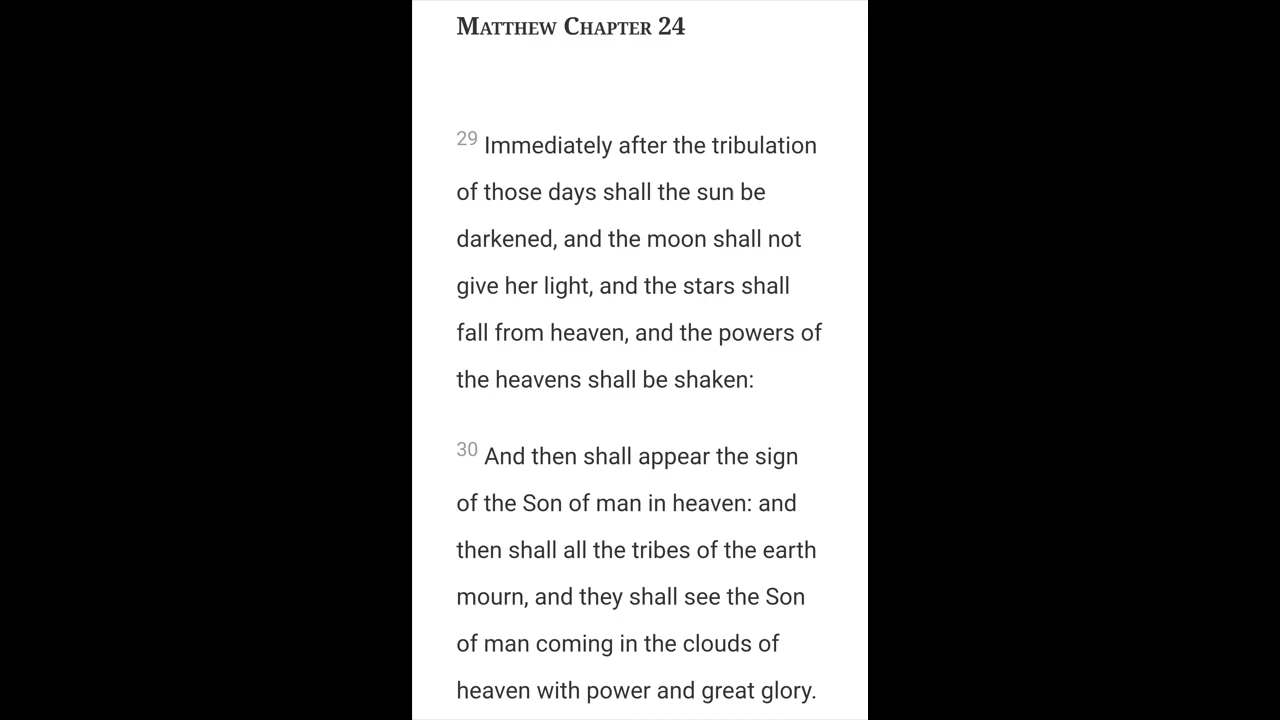 Matthew Chapter 24
29 Immediately after the tribulation
of those days shall the sun be
darkened, and the moon shall not
give her light, and the stars shall
fall from heaven, and the powers of
the heavens shall be shaken:
30 And then shall appear the sign
of the Son of man in heaven: and
then shall all the tribes of the earth
mourn, and they shall see the Son
of man coming in the clouds of
heaven with power and great glory.